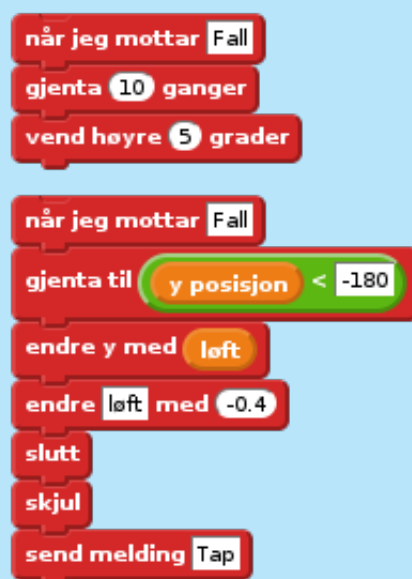 når jeg mottar Fall
gjenta 10 ganger
vend høyre 5 grader
når jeg mottar Fall
gjenta til y posisjon < -180
endre y med løft
endre løft med -0.4
slutt
skjul
send melding Tap